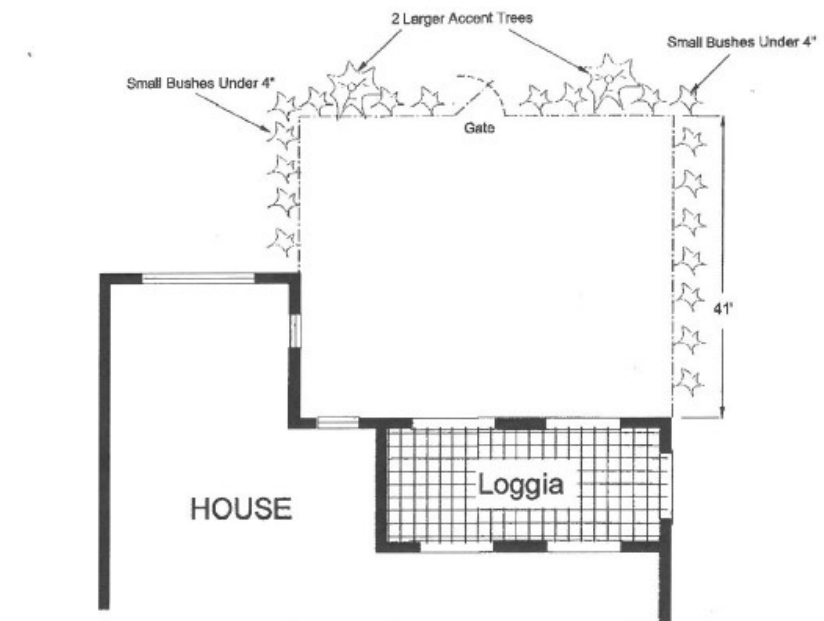 2 Larger Accent Trees
Small Bushes Under 4"
Small Bushes Under 4"
Gate
41'
Loggia
HOUSE